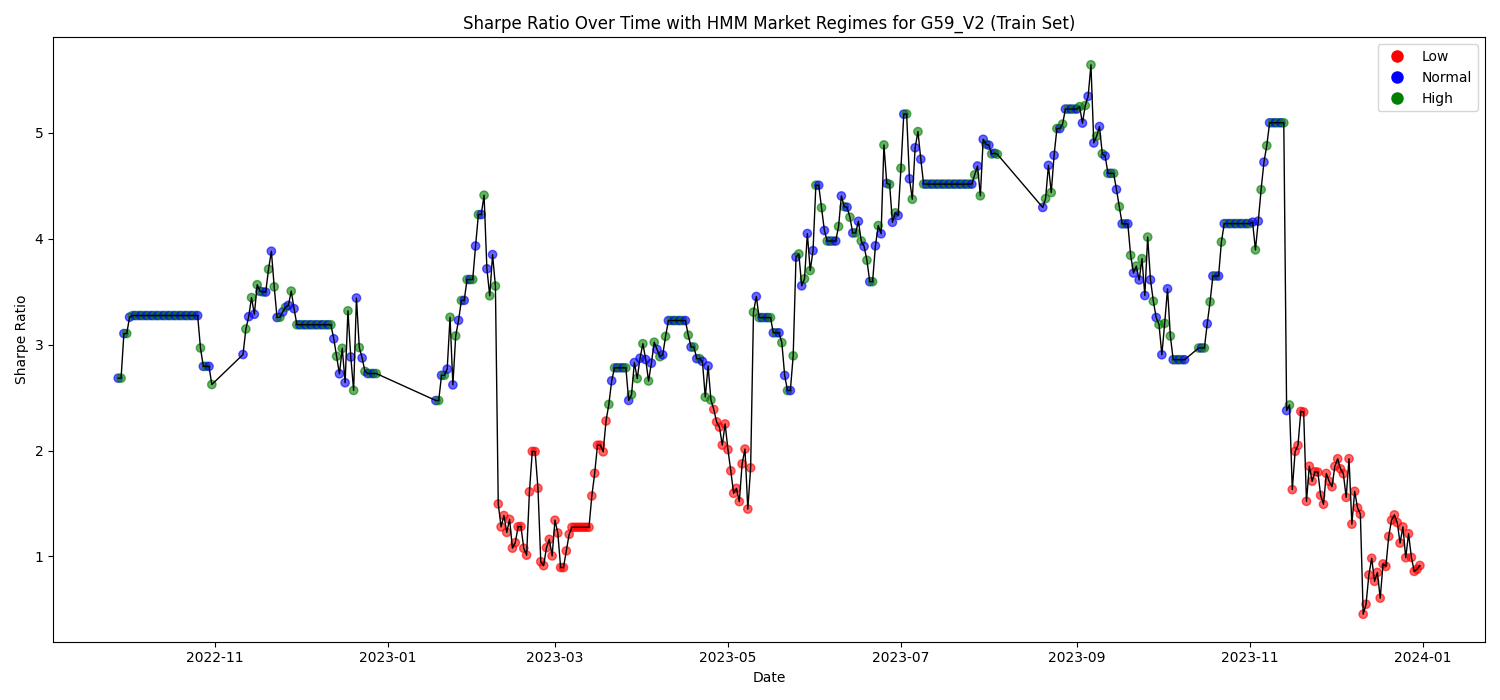 Sharpe Ratio Over Time with HMM Market Regimes for G59_V2 (Train Set)
Low
Normal
High
Sharpe Ratio
5
4
3
2
1
2022-11
2023-01
2023-03
2023-05
2023-07
2023-09
2023-11
2024-01
Date